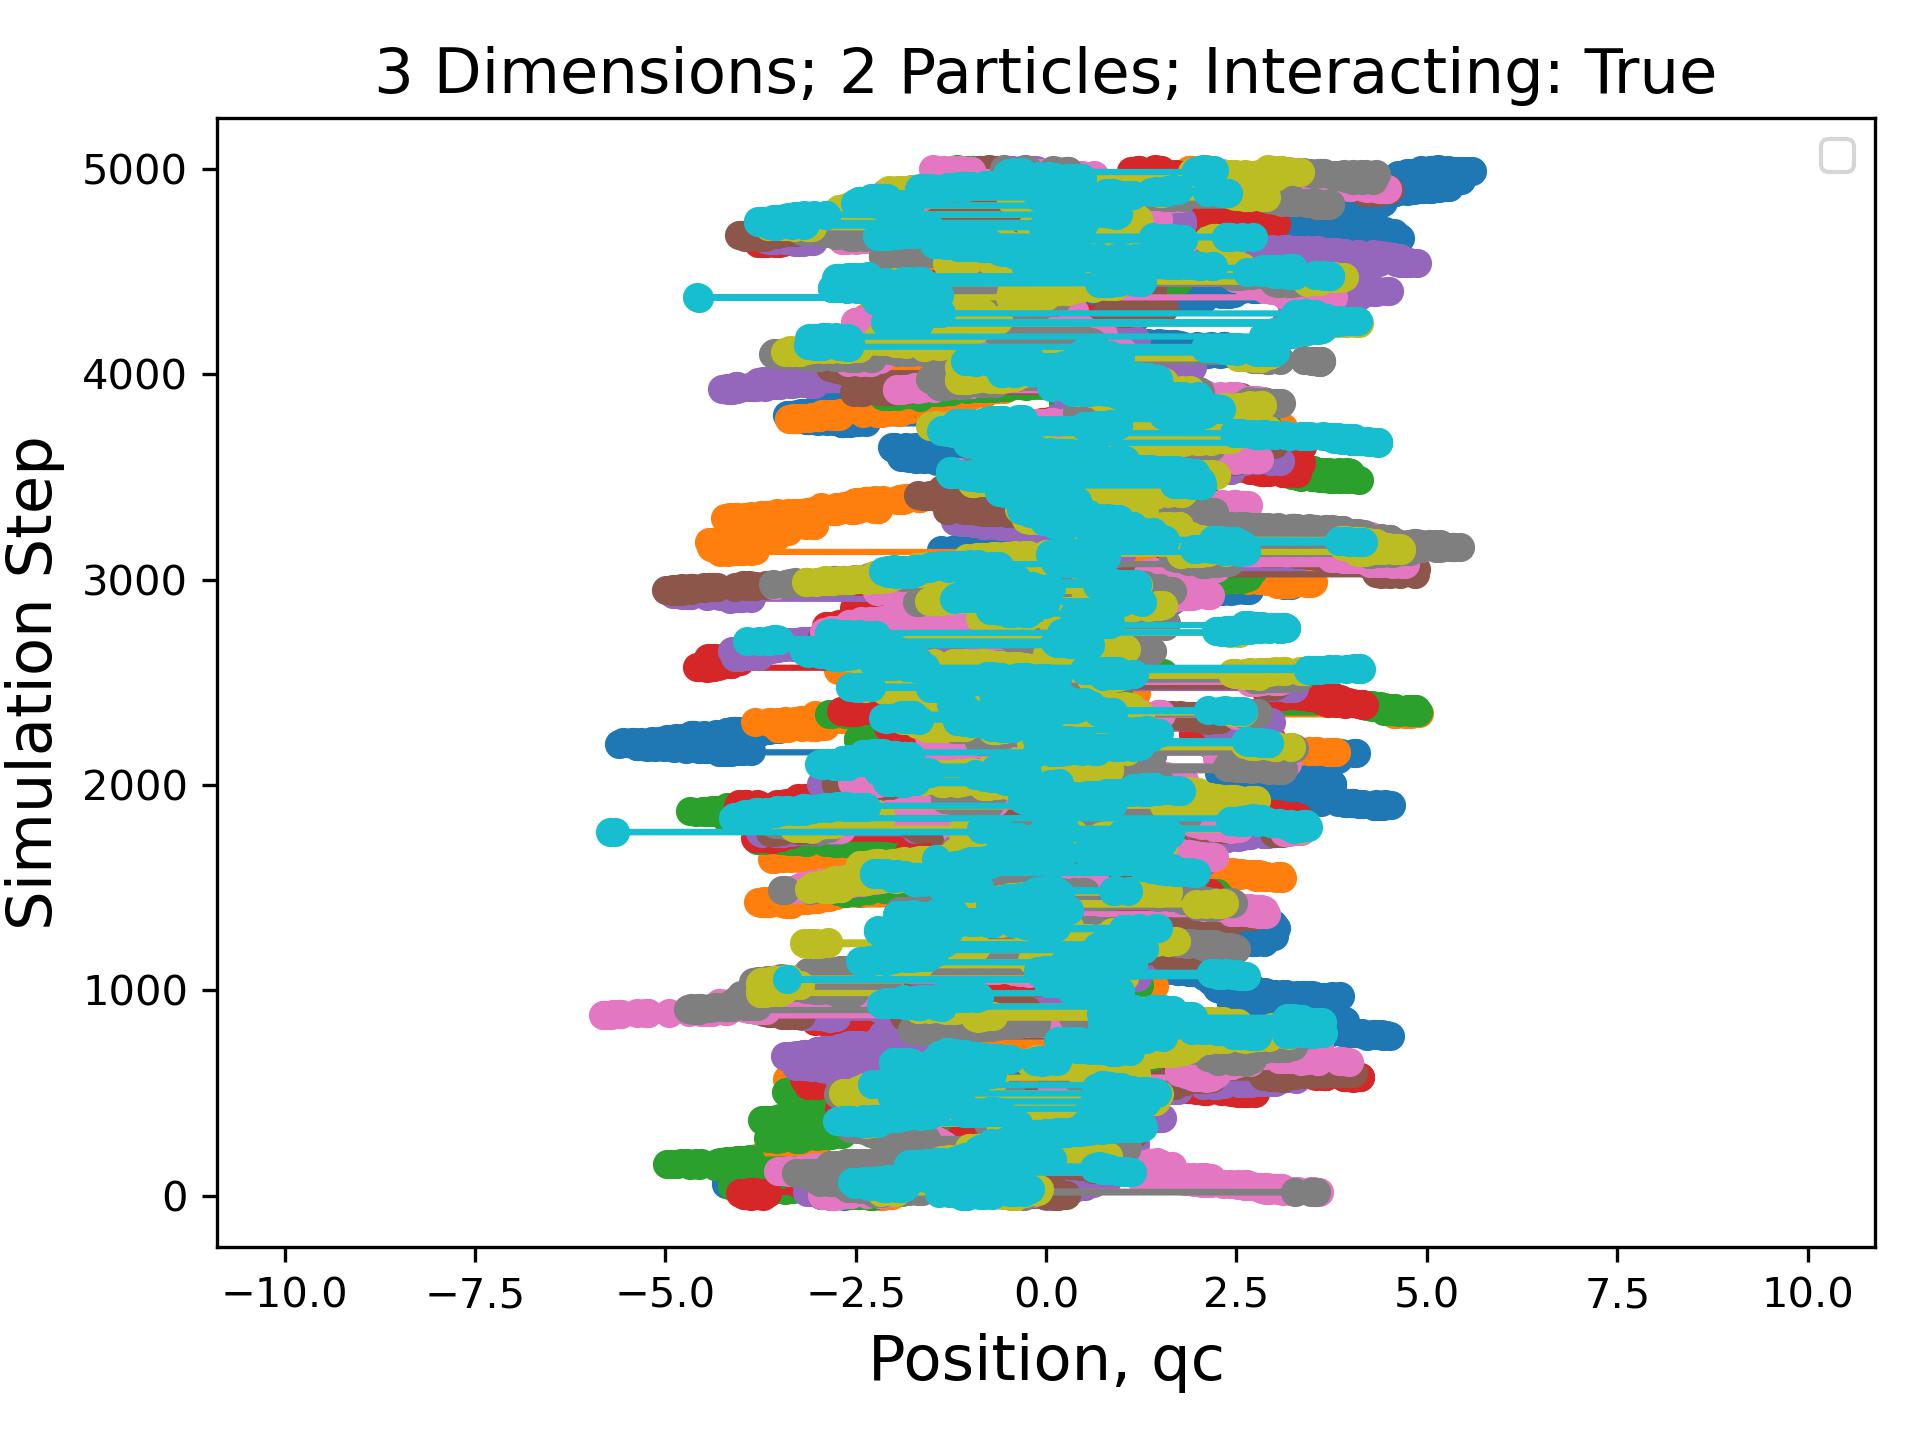 3 Dimensions; 2 Particles; Interacting: True
Simulation Step
5000
4000
3000
2000
1000
0
−10.0 −7.5 −5.0 −2.5 0.0 2.5 5.0 7.5 10.0
Position, qc